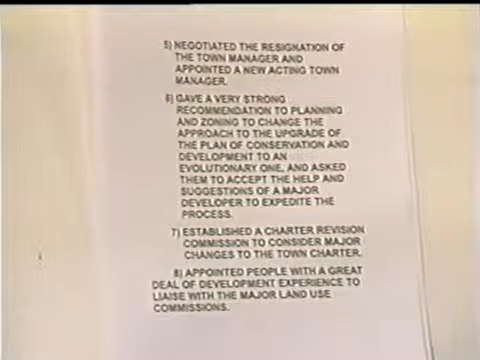 5) NEGOTIATED THE RESIGNATION OF
THE TOWN MANAGER AND
APPOINTED A NEW ACTING TOWN
MANAGER.
6) GAVE A VERY STRONG
RECOMMENDATION TO PLANNING
AND ZONING TO CHANGE THE
APPROACH TO THE UPGRADE OF
THE PLAN OF CONSERVATION AND
DEVELOPMENT TO AN
EVOLUTIONARY ONE, AND ASKED
THEM TO ACCEPT THE HELP AND
SUGGESTIONS OF A MAJOR
DEVELOPER TO EXPEDITE THE
PROCESS.
7) ESTABLISHED A CHARTER REVISION
COMMISSION TO CONSIDER MAJOR
CHANGES TO THE TOWN CHARTER.
8) APPOINTED PEOPLE WITH A GREAT
DEAL OF DEVELOPMENT EXPERIENCE TO
LIAISE WITH THE MAJOR LAND USE
COMMISSIONS.